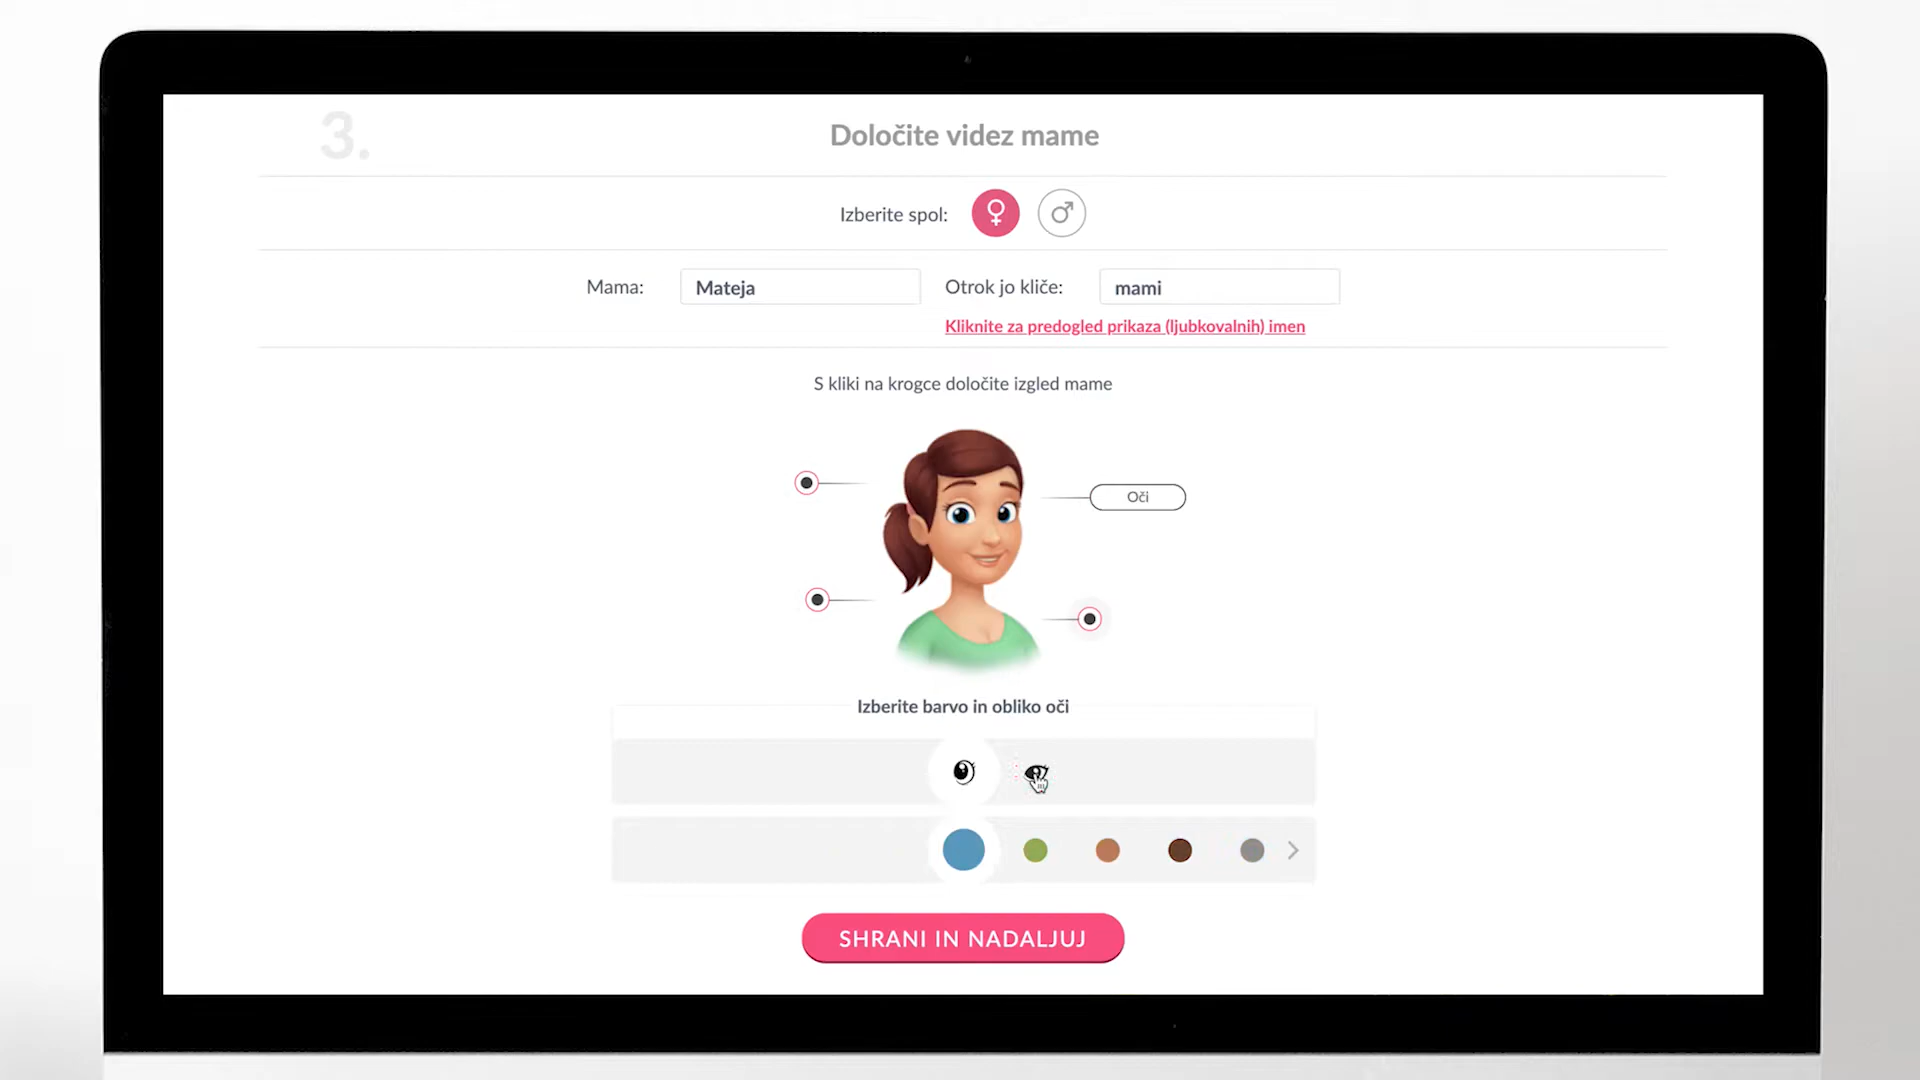 3.
Določite videz mame
Izberite spol:
Mama: Mateja Otrok jo kliče: mami
Kliknite za predogled prikaza (ljubkovalnih) imen
S kliki na krogce določite izgled mame
Oči
Izberite barvo in obliko oči
SHRANI IN NADALJUJ